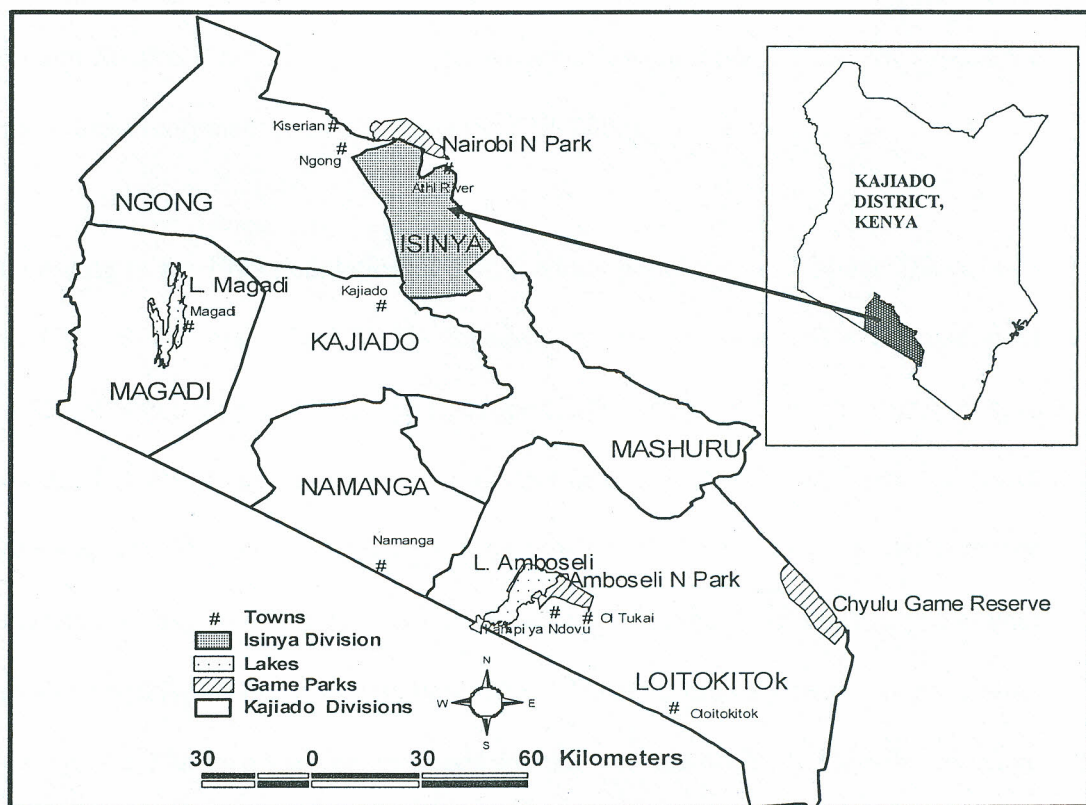 Kiserian #
Nairobi N Park
Ngong #
# Athi River
NGONG
ISINYA
L. Magadi
Magadi #
Kajiado #
KAJIADO
MAGADI
MASHURU
NAMANGA
Namanga #
L. Amboseli
Amboseli N Park
# #
Kampi ya Ndovu
Ol Tukai
Chyulu Game Reserve
LOITOKITOk
# Oloitokitok
KAJIADO
DISTRICT,
KENYA
# Towns
Isinya Division
Lakes
Game Parks
Kajiado Divisions
N
W E
S
30 0 30 60 Kilometers